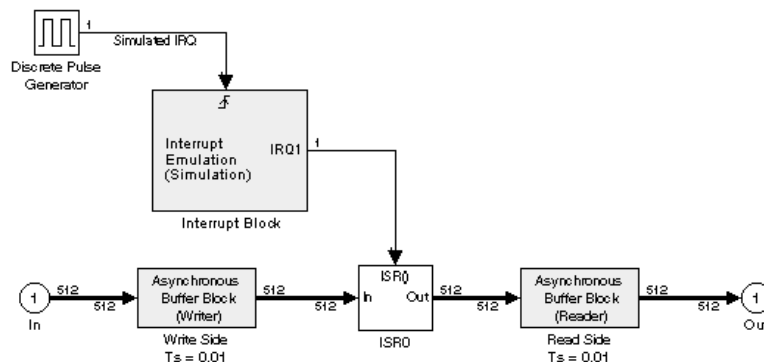 1
Simulated IRQ
Discrete Pulse
Generator
Interrupt
Emulation
(Simulation)
IRQ1
1
Interrupt Block
1
In
512
512
Asynchronous
Buffer Block
(Writer)
Write Side
Ts = 0.01
512
512
ISR()
In
Out
ISR0
512
512
Asynchronous
Buffer Block
(Reader)
Read Side
Ts = 0.01
512
512
1
Out